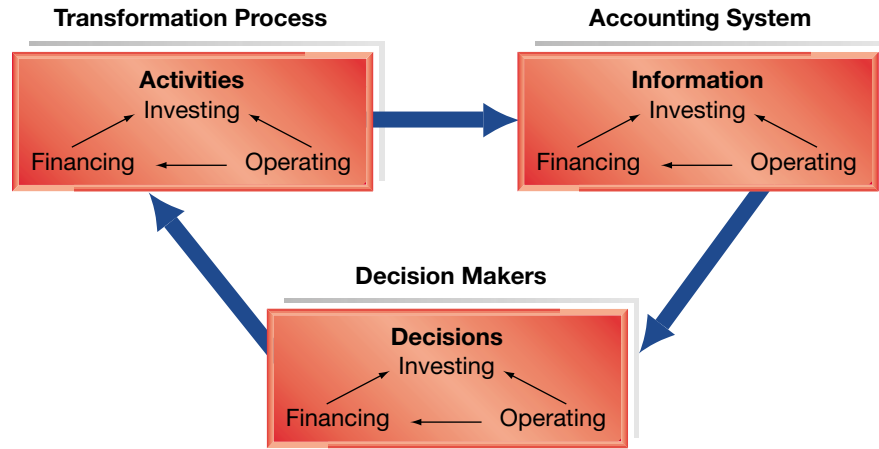 Transformation Process
Activities
Investing
Financing
Operating
Accounting System
Information
Investing
Financing
Operating
Decision Makers
Decisions
Investing
Financing
Operating